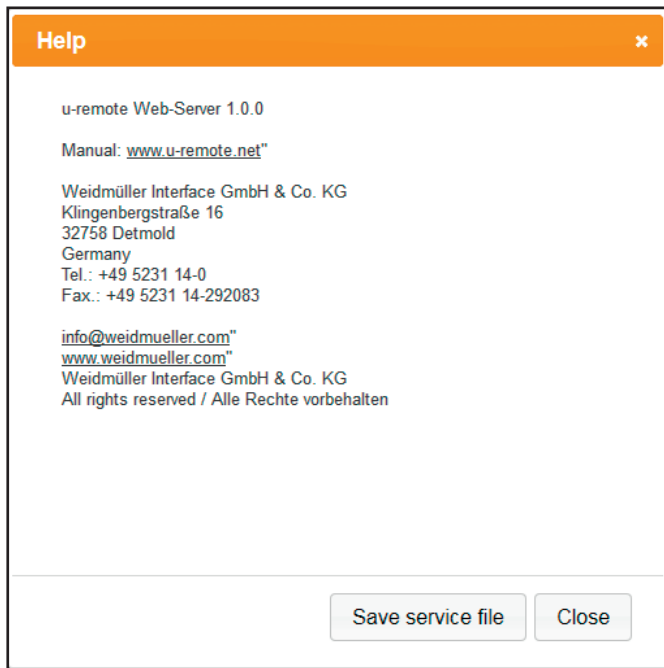 Help ×
u-remote Web-Server 1.0.0
Manual: www.u-remote.net"
Weidmüller Interface GmbH & Co. KG
Klingenbergstraße 16
32758 Detmold
Germany
Tel.: +49 5231 14-0
Fax.: +49 5231 14-292083
info@weidmueller.com"
www.weidmueller.com"
Weidmüller Interface GmbH & Co. KG
All rights reserved / Alle Rechte vorbehalten
Save service file Close